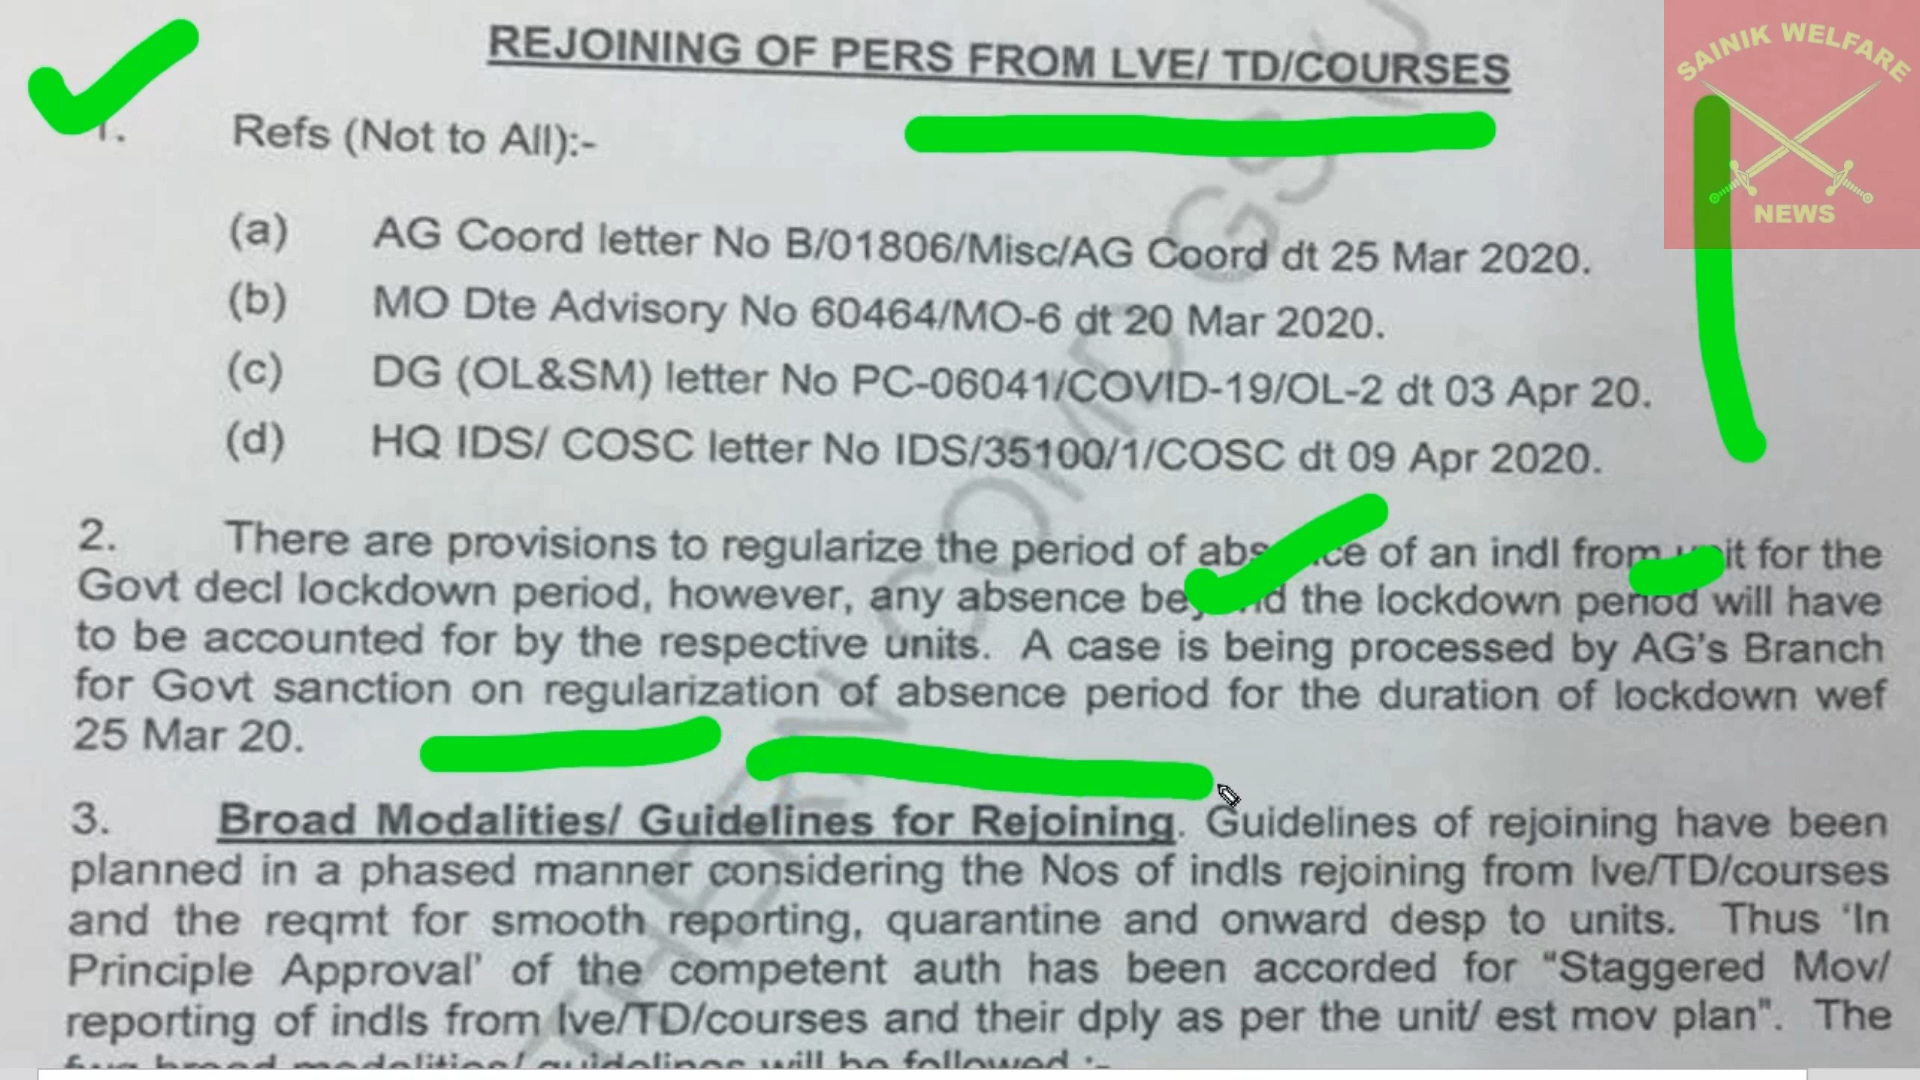 REJOINING OF PERS FROM LVE/ TD/COURSES
SAINIK WELFARE
NEWS
1. Refs (Not to All):-
(a) AG Coord letter No B/01806/Misc/AG Coord dt 25 Mar 2020.
(b) MO Dte Advisory No 60464/MO-6 dt 20 Mar 2020.
(c) DG (OL&SM) letter No PC-06041/COVID-19/OL-2 dt 03 Apr 20.
(d) HQ IDS/ COSC letter No IDS/35100/1/COSC dt 09 Apr 2020.
2. There are provisions to regularize the period of absence of an indl from unit for the
Govt decl lockdown period, however, any absence beyond the lockdown period will have
to be accounted for by the respective units. A case is being processed by AG's Branch
for Govt sanction on regularization of absence period for the duration of lockdown wef
25 Mar 20.
3. Broad Modalities/ Guidelines for Rejoining. Guidelines of rejoining have been
planned in a phased manner considering the Nos of indls rejoining from lve/TD/courses
and the reqmt for smooth reporting, quarantine and onward desp to units. Thus 'In
Principle Approval' of the competent auth has been accorded for "Staggered Mov/
reporting of indls from lve/TD/courses and their dply as per the unit/ est mov plan". The
fwg broad modalities/ guidelines will be followed :-